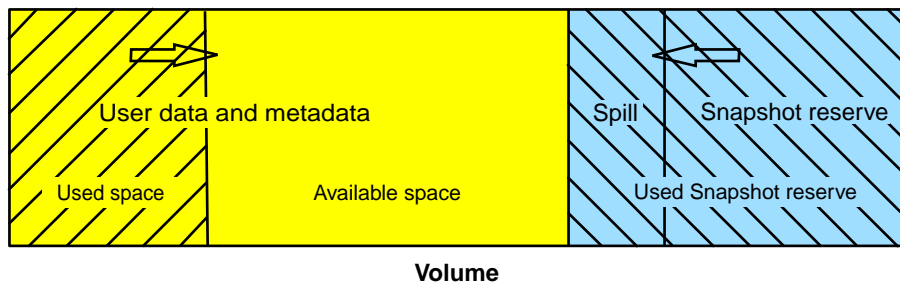 User data and metadata
Spill
Snapshot reserve
Used space
Available space
Used Snapshot reserve
Volume